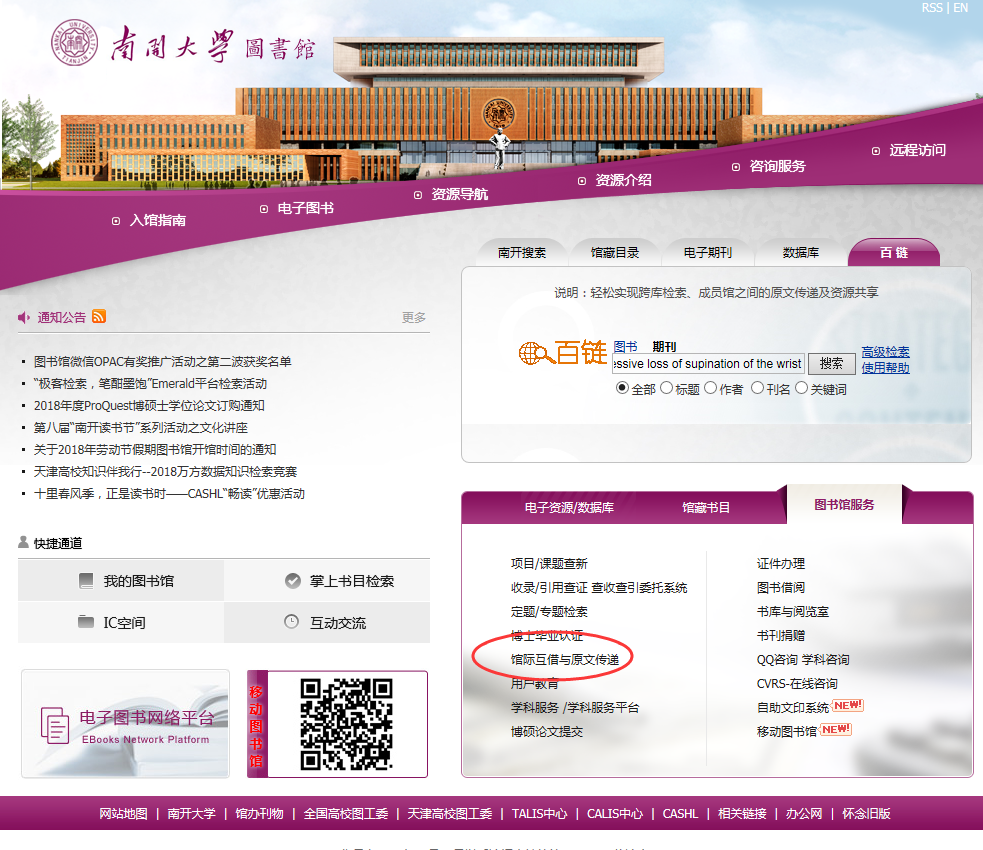 RSS | EN
南開大學 圖書館
入馆指南
电子图书
资源导航
资源介绍
咨询服务
远程访问
南开搜索 馆藏目录 电子期刊 数据库 百 链
说明：轻松实现跨库检索、成员馆之间的原文传递及资源共享
百链
图书 期刊
ssive loss of supination of the wrist 搜索
高级检索
使用帮助
全部 标题 作者 刊名 关键词
通知公告 更多
图书馆微信OPAC有奖推广活动之第二波获奖名单
“极客检索，笔酣墨饱”Emerald平台检索活动
2018年度ProQuest博硕士学位论文订购通知
第八届“南开读书节”系列活动之文化讲座
关于2018年劳动节假期图书馆开馆时间的通知
天津高校知识伴我行--2018万方数据知识检索竞赛
十里春风季，正是读书时——CASHL“畅读”优惠活动
快捷通道
我的图书馆 掌上书目检索
IC空间 互动交流
电子图书网络平台
EBooks Network Platform
移动图书馆
电子资源/数据库 馆藏书目 图书馆服务
项目/课题查新
收录/引用查证 查收查引委托系统
定题/专题检索
博士毕业认证
馆际互借与原文传递
用户教育
学科服务 /学科服务平台
博硕论文提交
证件办理
图书借阅
书库与阅览室
书刊捐赠
QQ咨询 学科咨询
CVRS-在线咨询
自助文印系统 NEW!
移动图书馆 NEW!
网站地图 | 南开大学 | 馆办刊物 | 全国高校图工委 | 天津高校图工委 | TALIS中心 | CALIS中心 | CASHL | 相关链接 | 办公网 | 怀念旧版